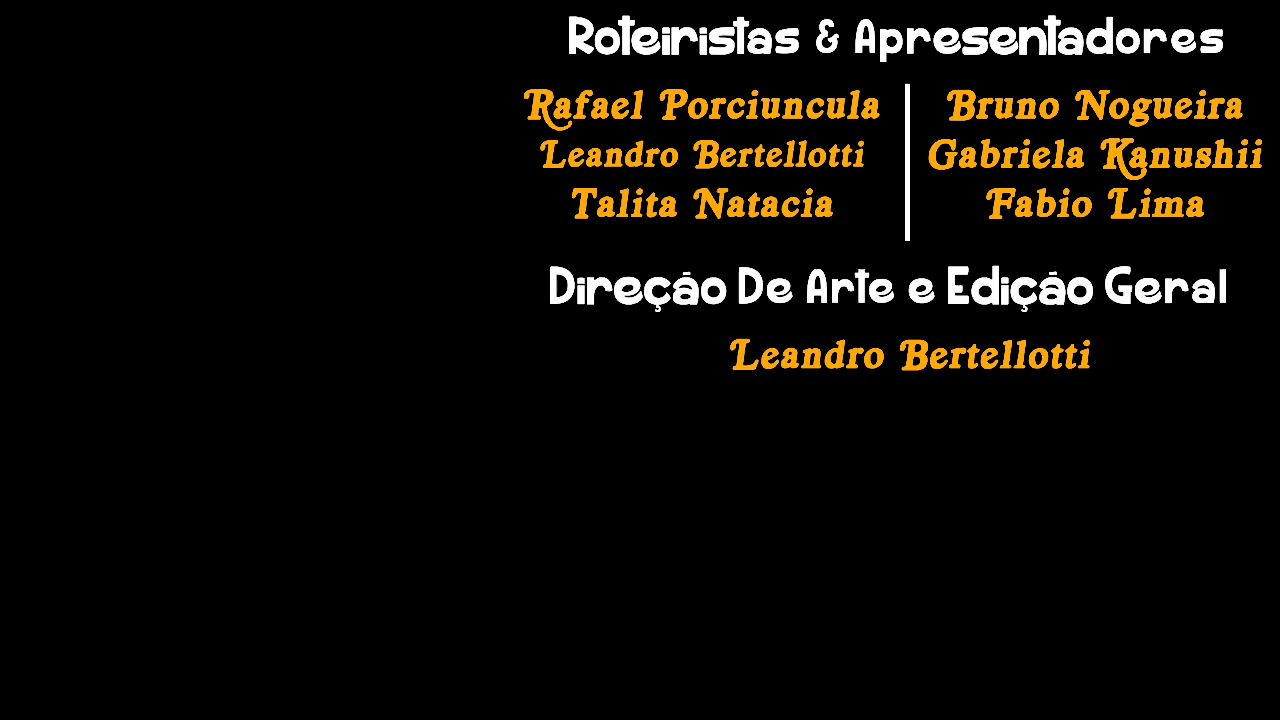 Roteiristas & Apresentadores
Rafael Porciuncula
Leandro Bertellotti
Talita Natacia
Bruno Nogueira
Gabriela Kanushii
Fabio Lima
Direção De Arte e Edição Geral
Leandro Bertellotti